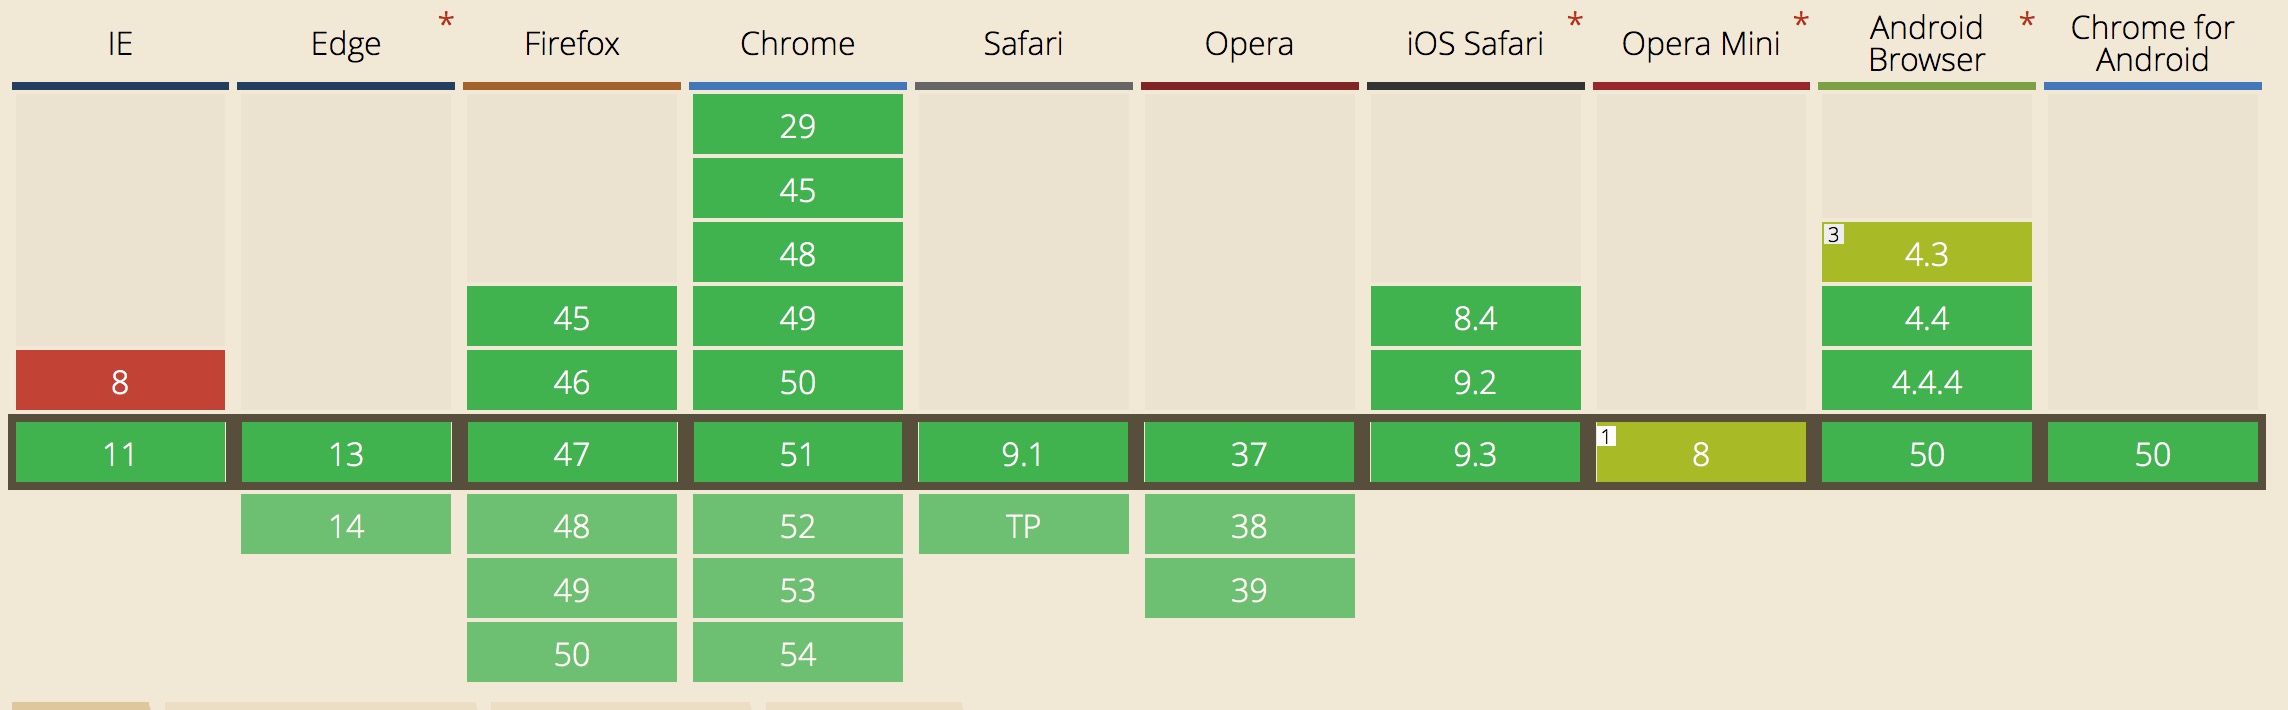 IE Edge * Firefox Chrome Safari Opera iOS Safari * Opera Mini * Android Browser * Chrome for Android
29
45
48 3 4.3
45 49 8.4 4.4
8 46 50 9.2 4.4.4
11 13 47 51 9.1 37 9.3 1 8 50 50
14 48 52 TP 38
49 53 39
50 54